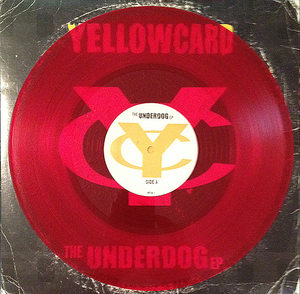 YELLOWCARD
THE UNDERDOG EP
YC
SIDE A
YC
THE UNDERDOG EP